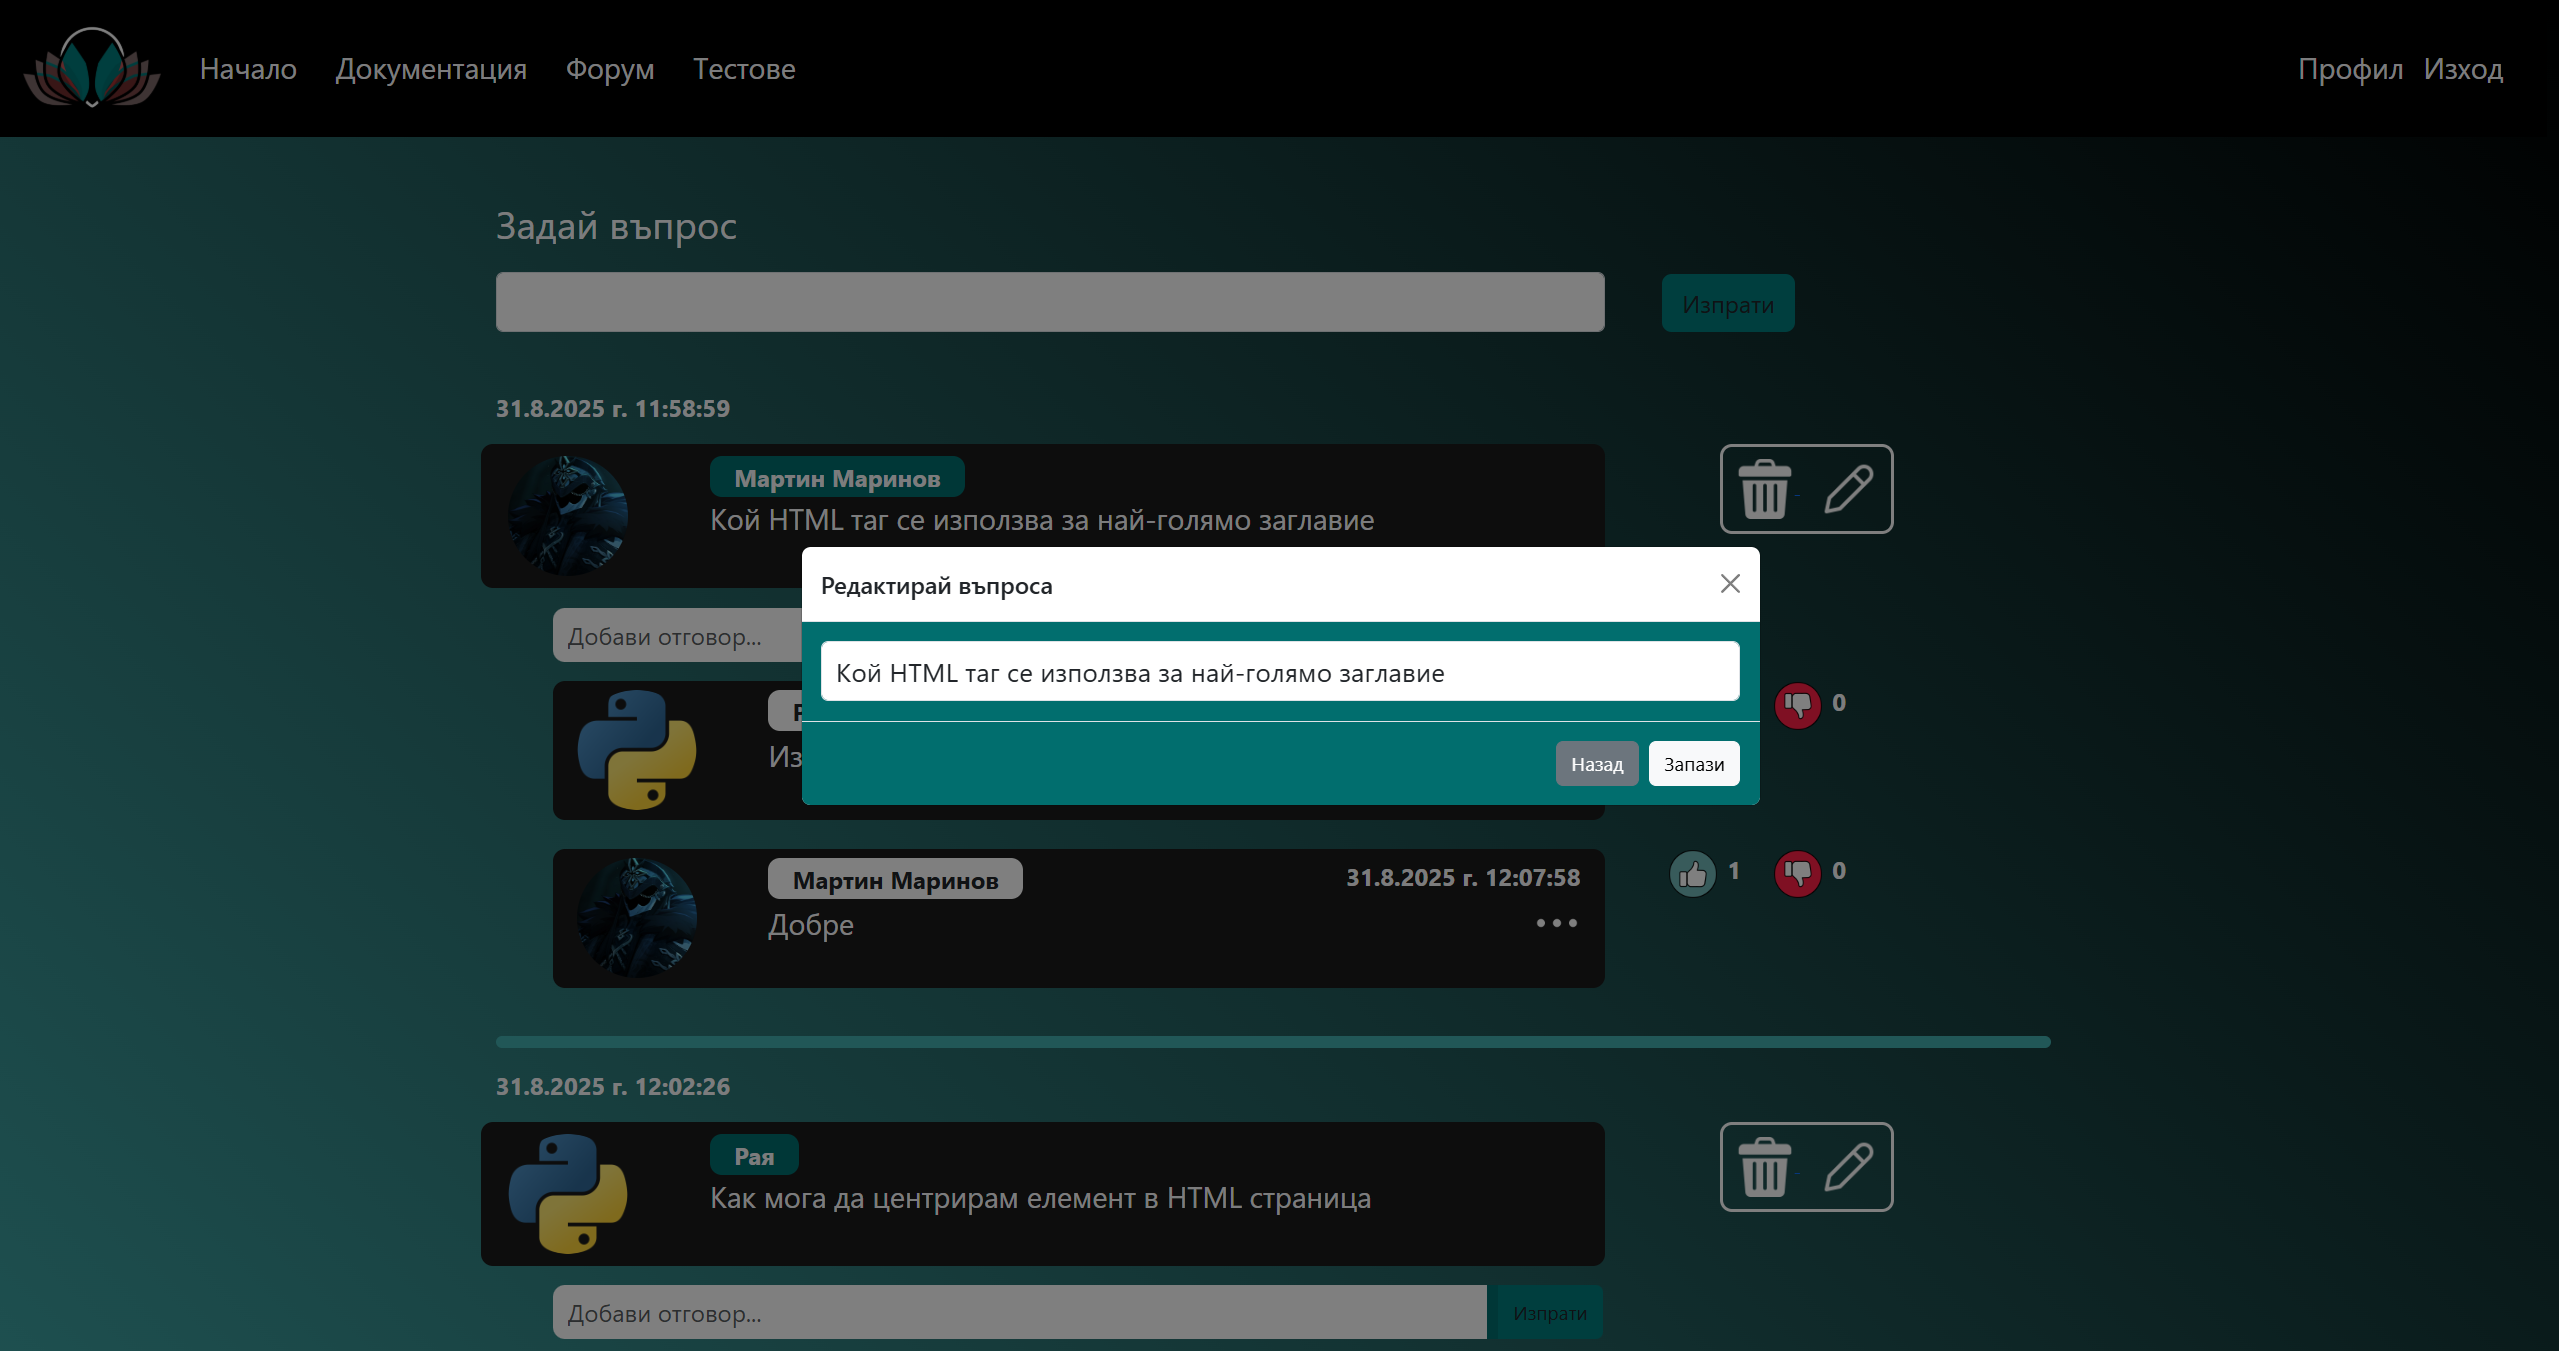 Начало Документация Форум Тестове Профил Изход
Задай въпрос
Изпрати
31.8.2025 г. 11:58:59
Мартин Маринов
Кой HTML таг се използва за най-голямо заглавие
Редактирай въпроса
Добави отговор...
Кой HTML таг се използва за най-голямо заглавие
0
Назад Запази
Мартин Маринов 31.8.2025 г. 12:07:58 1 0
Добре
31.8.2025 г. 12:02:26
Рая
Как мога да центрирам елемент в HTML страница
Добави отговор... Изпрати